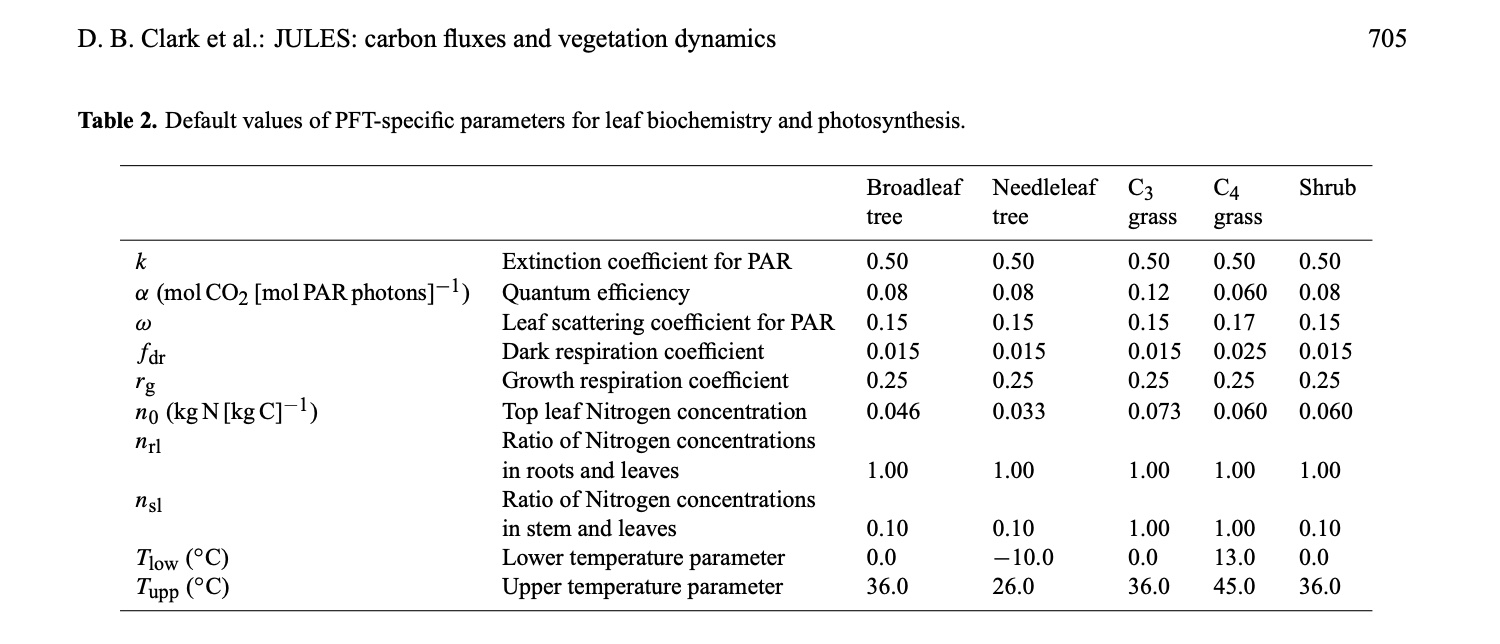 D. B. Clark et al.: JULES: carbon fluxes and vegetation dynamics 705
Table 2. Default values of PFT-specific parameters for leaf biochemistry and photosynthesis.
Broadleaf Needleleaf C3 C4 Shrub
tree tree grass grass
k Extinction coefficient for PAR 0.50 0.50 0.50 0.50 0.50
α (mol CO2 [mol PAR photons]−1) Quantum efficiency 0.08 0.08 0.12 0.060 0.08
ω Leaf scattering coefficient for PAR 0.15 0.15 0.15 0.17 0.15
fdr Dark respiration coefficient 0.015 0.015 0.015 0.025 0.015
rg Growth respiration coefficient 0.25 0.25 0.25 0.25 0.25
n0 (kg N [kg C]−1) Top leaf Nitrogen concentration 0.046 0.033 0.073 0.060 0.060
nrl Ratio of Nitrogen concentrations
in roots and leaves 1.00 1.00 1.00 1.00 1.00
nsl Ratio of Nitrogen concentrations
in stem and leaves 0.10 0.10 1.00 1.00 0.10
Tlow (°C) Lower temperature parameter 0.0 −10.0 0.0 13.0 0.0
Tupp (°C) Upper temperature parameter 36.0 26.0 36.0 45.0 36.0